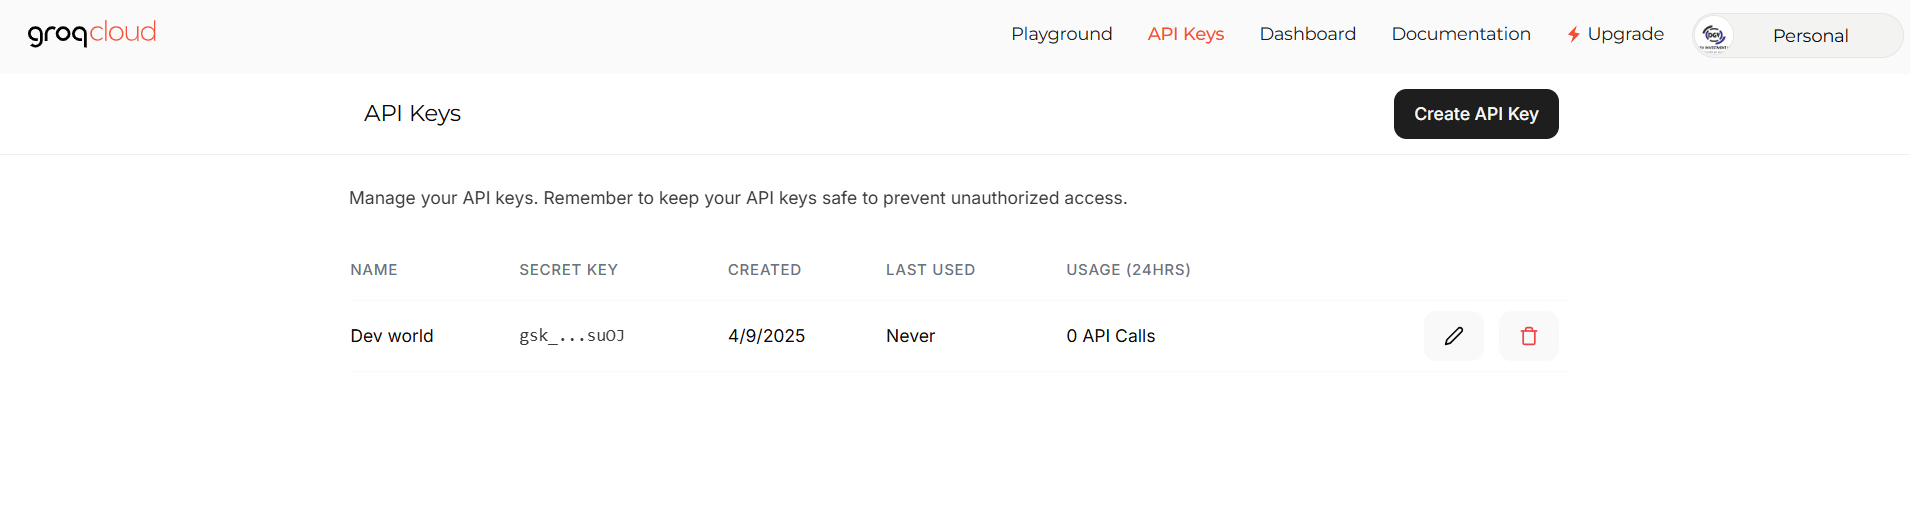 groqcloud
Playground API Keys Dashboard Documentation Upgrade Personal
API Keys
Create API Key
Manage your API keys. Remember to keep your API keys safe to prevent unauthorized access.
NAME SECRET KEY CREATED LAST USED USAGE (24HRS)
Dev world gsk_...suOJ 4/9/2025 Never 0 API Calls